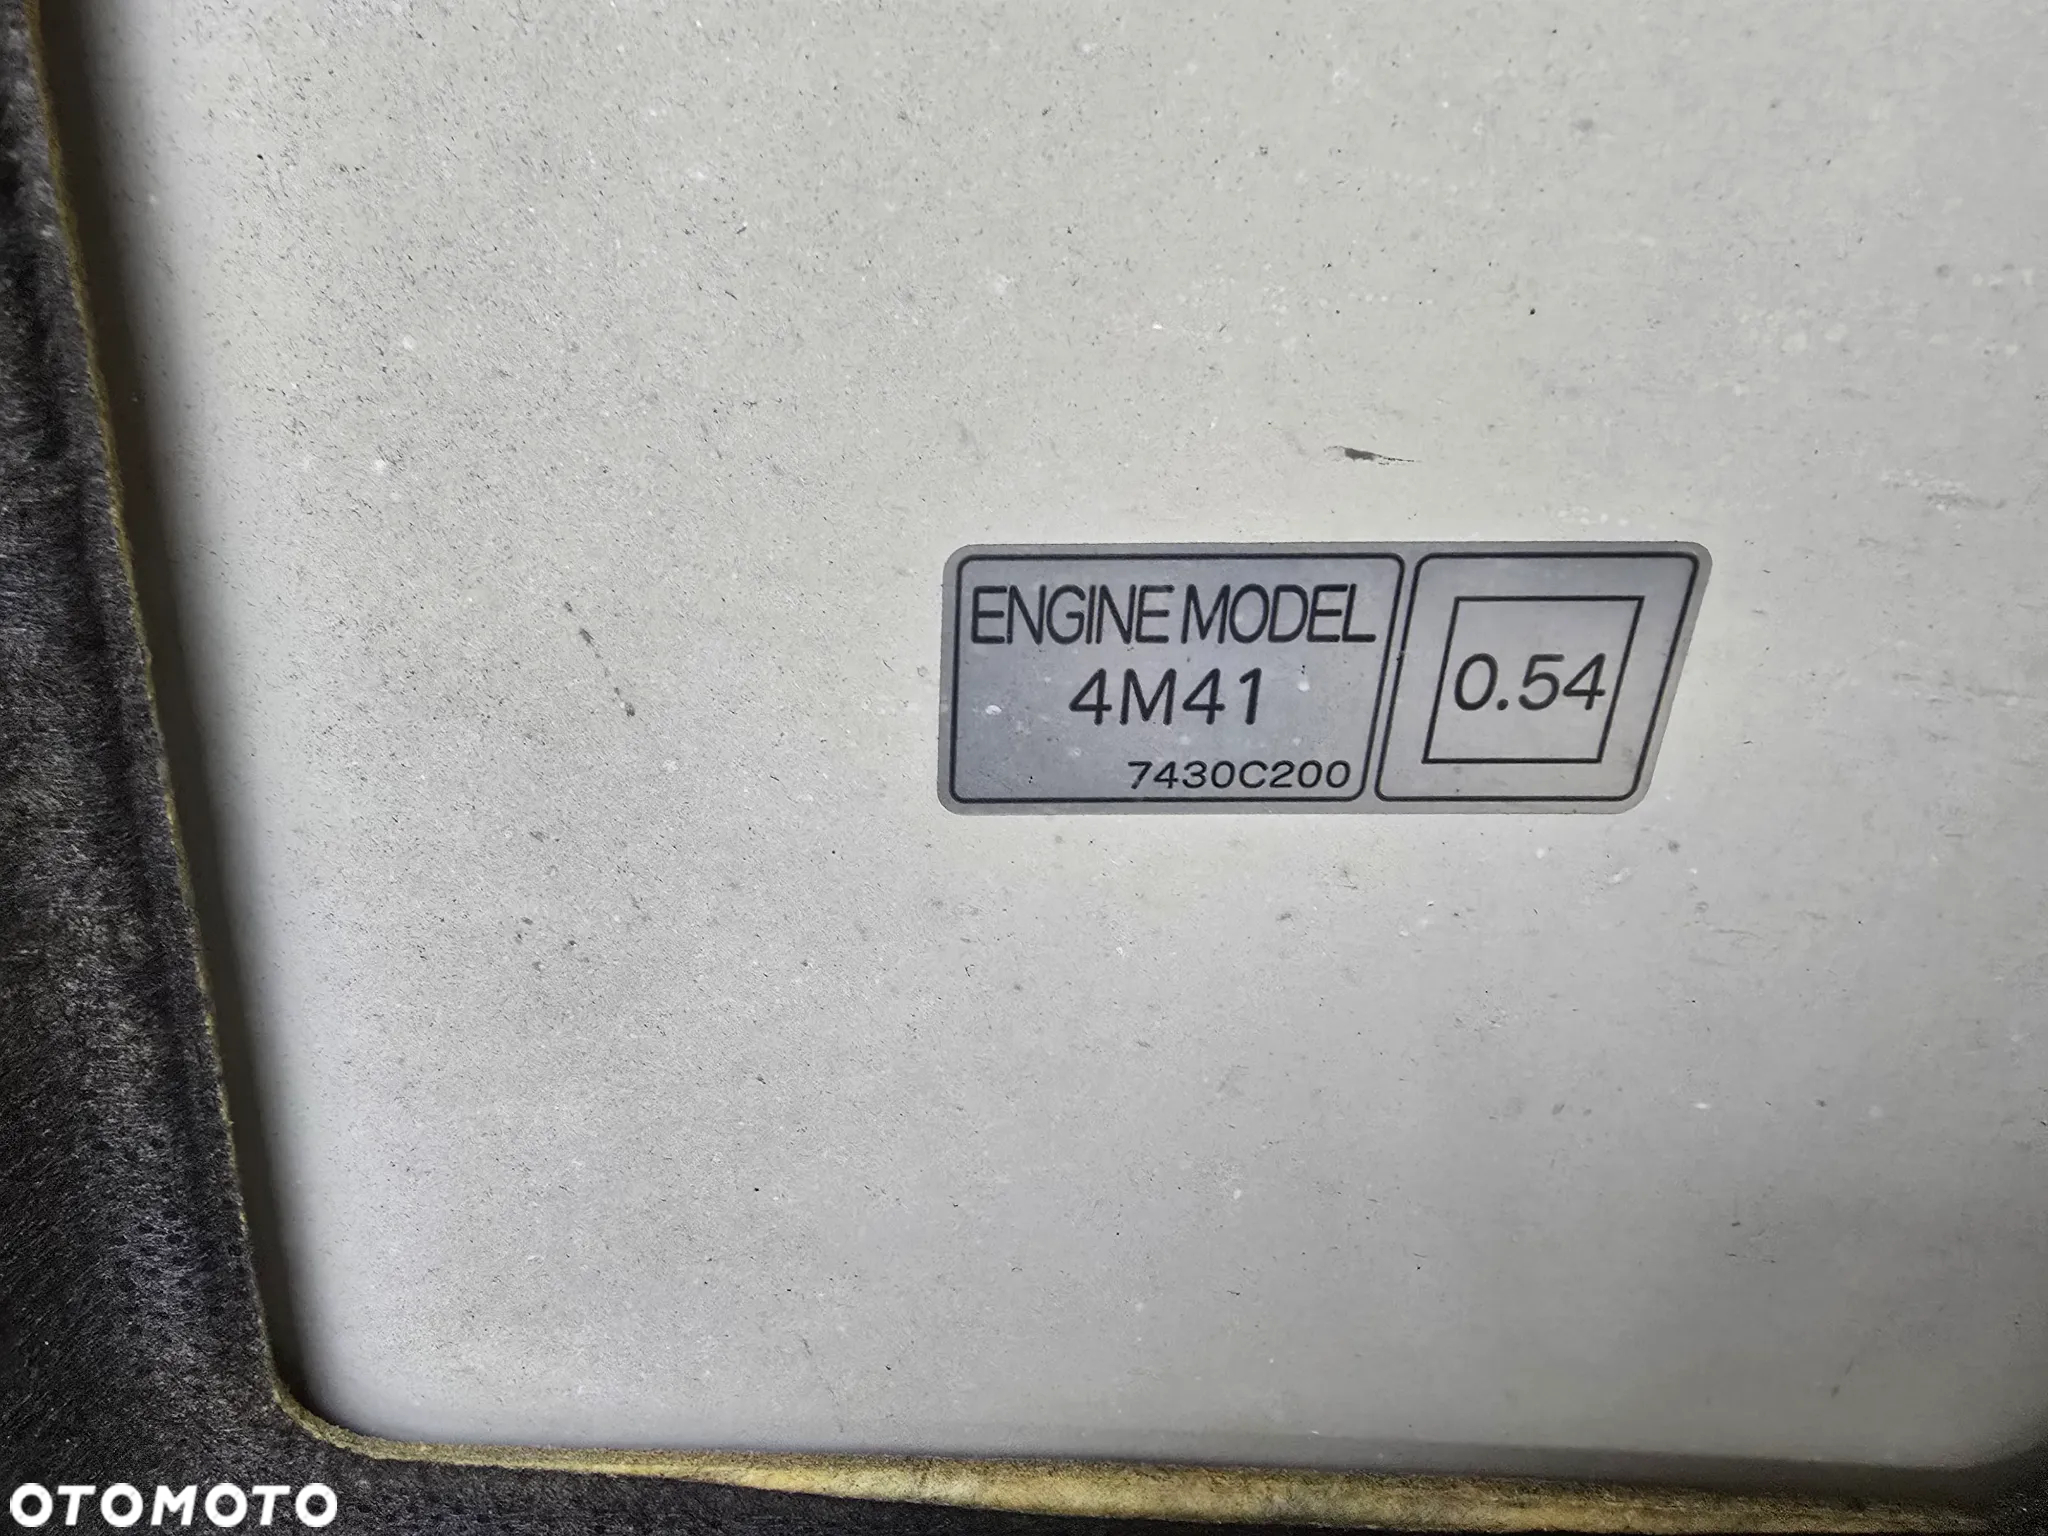 ENGINE MODEL
4M41
7430C200
0.54
OTOMOTO